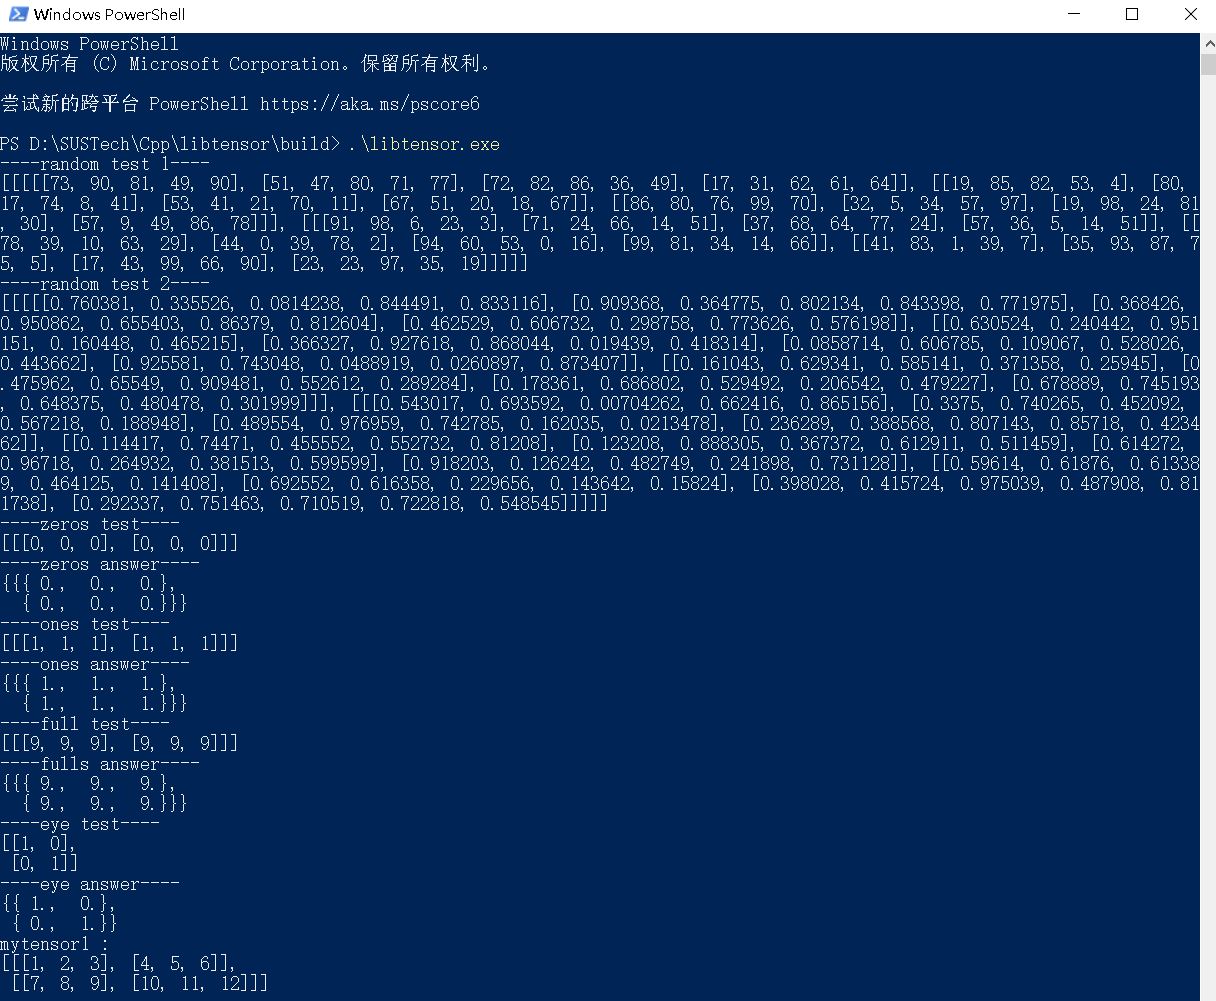 Windows PowerShell
Windows PowerShell
版权所有 (C) Microsoft Corporation。保留所有权利。
尝试新的跨平台 PowerShell https://aka.ms/pscore6
PS D:\SUSTech\Cpp\libtensor\build> .\libtensor.exe
----random test 1----
[[[[[73, 90, 81, 49, 90], [51, 47, 80, 71, 77], [72, 82, 86, 36, 49], [17, 31, 62, 61, 64]], [[19, 85, 82, 53, 4], [80,
17, 74, 8, 41], [53, 41, 21, 70, 11], [67, 51, 20, 18, 67]], [[86, 80, 76, 99, 70], [32, 5, 34, 57, 97], [19, 98, 24, 81
, 30], [57, 9, 49, 86, 78]]], [[[91, 98, 6, 23, 3], [71, 24, 66, 14, 51], [37, 68, 64, 77, 24], [57, 36, 5, 14, 51]], [[
78, 39, 10, 63, 29], [44, 0, 39, 78, 2], [94, 60, 53, 0, 16], [99, 81, 34, 14, 66]], [[41, 83, 1, 39, 7], [35, 93, 87, 7
5, 5], [17, 43, 99, 66, 90], [23, 23, 97, 35, 19]]]]]
----random test 2----
[[[[[0.760381, 0.335526, 0.0814238, 0.844491, 0.833116], [0.909368, 0.364775, 0.802134, 0.843398, 0.771975], [0.368426,
0.950862, 0.655403, 0.86379, 0.812604], [0.462529, 0.606732, 0.298758, 0.773626, 0.576198]], [[0.630524, 0.240442, 0.951
151, 0.160448, 0.465215], [0.366327, 0.927618, 0.868044, 0.019439, 0.418314], [0.0858714, 0.606785, 0.109067, 0.528026,
0.443662], [0.925581, 0.743048, 0.0488919, 0.0260897, 0.873407]], [[0.161043, 0.629341, 0.585141, 0.371358, 0.25945], [0
.475962, 0.65549, 0.909481, 0.552612, 0.289284], [0.178361, 0.686802, 0.529492, 0.206542, 0.479227], [0.678889, 0.745193
, 0.648375, 0.480478, 0.301999]]], [[[0.543017, 0.693592, 0.00704262, 0.662416, 0.865156], [0.3375, 0.740265, 0.452092,
0.567218, 0.188948], [0.489554, 0.976959, 0.742785, 0.162035, 0.0213478], [0.236289, 0.388568, 0.807143, 0.85718, 0.4234
62]], [[0.114417, 0.74471, 0.455552, 0.552732, 0.81208], [0.123208, 0.888305, 0.367372, 0.612911, 0.511459], [0.614272,
0.96718, 0.264932, 0.381513, 0.599599], [0.918203, 0.126242, 0.482749, 0.241898, 0.731128]], [[0.59614, 0.61876, 0.61338
9, 0.464125, 0.141408], [0.692552, 0.616358, 0.229656, 0.143642, 0.15824], [0.398028, 0.415724, 0.975039, 0.487908, 0.81
1738], [0.292337, 0.751463, 0.710519, 0.722818, 0.548545]]]]]
----zeros test----
[[[0, 0, 0], [0, 0, 0]]]
----zeros answer----
{{{ 0.,  0.,  0.},
  { 0.,  0.,  0.}}}
----ones test----
[[[1, 1, 1], [1, 1, 1]]]
----ones answer----
{{{ 1.,  1.,  1.},
  { 1.,  1.,  1.}}}
----full test----
[[[9, 9, 9], [9, 9, 9]]]
----fulls answer----
{{{ 9.,  9.,  9.},
  { 9.,  9.,  9.}}}
----eye test----
[[1, 0],
 [0, 1]]
----eye answer----
{{ 1.,  0.},
 { 0.,  1.}}
mytensor1 :
[[[1, 2, 3], [4, 5, 6]],
 [[7, 8, 9], [10, 11, 12]]]